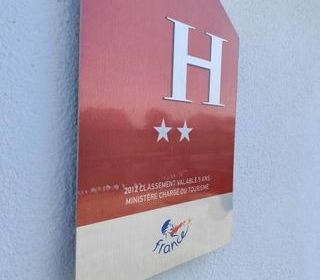 H
2012 CLASSEMENT VALABLE 5 ANS
MINISTÈRE CHARGÉ DU TOURISME
france